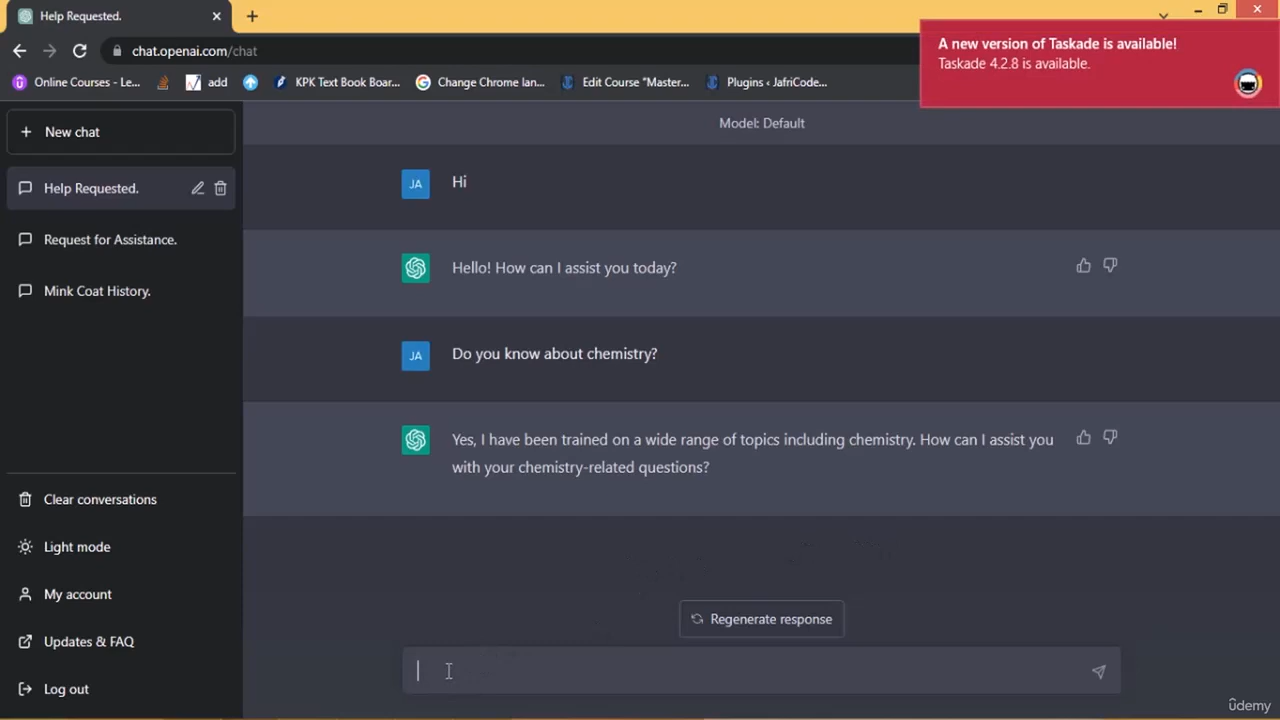 Help Requested.
chat.openai.com/chat
A new version of Taskade is available!
Taskade 4.2.8 is available.
Online Courses - Le...
add
KPK Text Book Boar...
Change Chrome lan...
Edit Course "Master...
Plugins ‹ JafriCode...
New chat
Model: Default
Help Requested.
JA
Hi
Request for Assistance.
Hello! How can I assist you today?
Mink Coat History.
JA
Do you know about chemistry?
Yes, I have been trained on a wide range of topics including chemistry. How can I assist you
with your chemistry-related questions?
Clear conversations
Light mode
My account
Regenerate response
Updates & FAQ
Log out
ûdemy